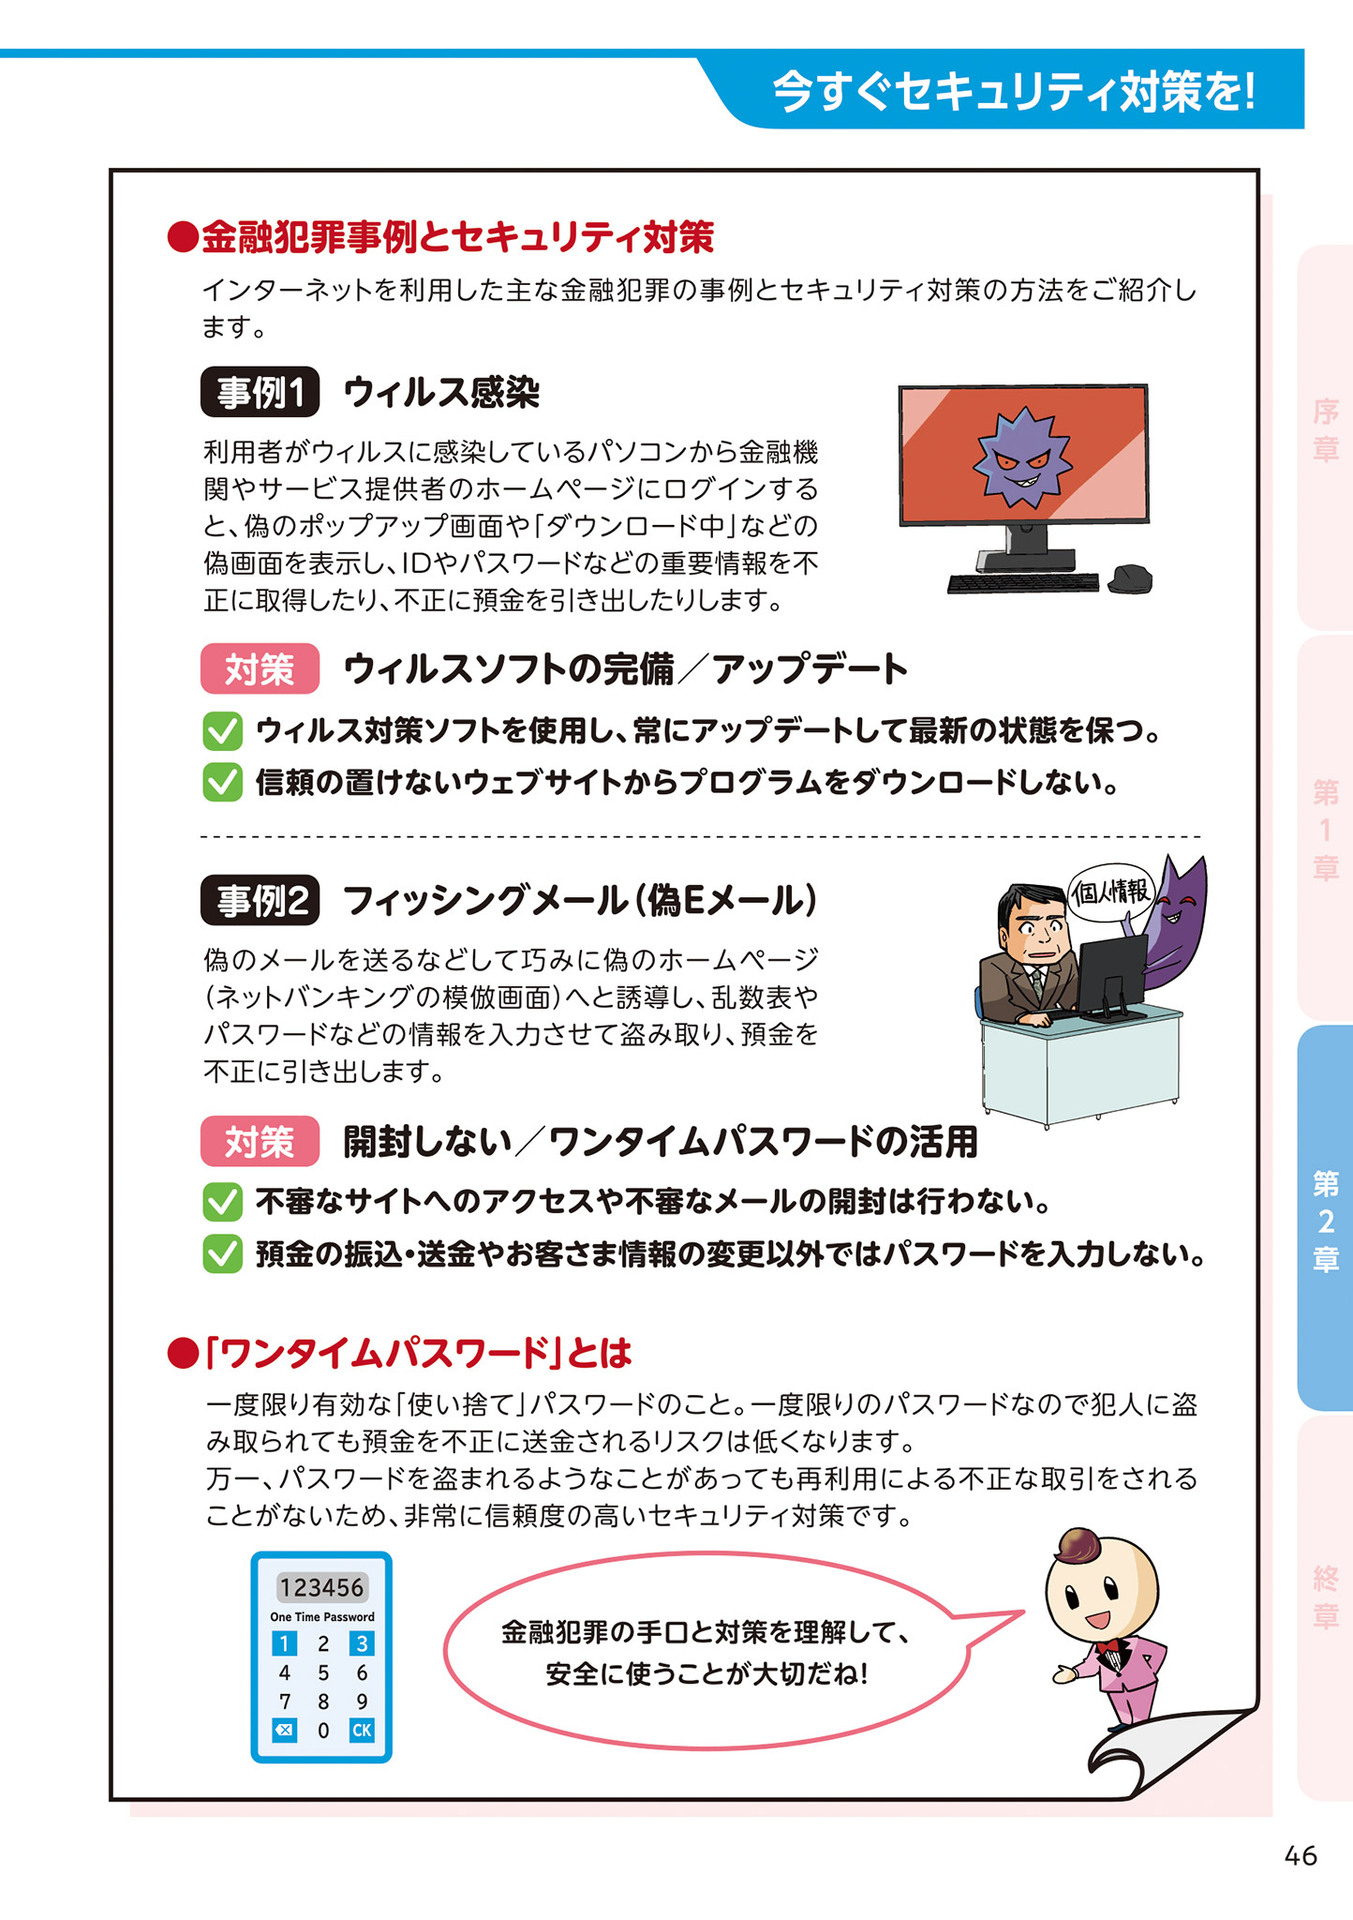 今すぐセキュリティ対策を!
●金融犯罪事例とセキュリティ対策
インターネットを利用した主な金融犯罪の事例とセキュリティ対策の方法をご紹介し
ます。
事例1 ウィルス感染
利用者がウィルスに感染しているパソコンから金融機
関やサービス提供者のホームページにログインする
と、偽のポップアップ画面や「ダウンロード中」などの
偽画面を表示し、IDやパスワードなどの重要情報を不
正に取得したり、不正に預金を引き出したりします。
対策 ウィルスソフトの完備／アップデート
ウィルス対策ソフトを使用し、常にアップデートして最新の状態を保つ。
信頼の置けないウェブサイトからプログラムをダウンロードしない。
事例2 フィッシングメール（偽Eメール）
個人情報
偽のメールを送るなどして巧みに偽のホームページ
（ネットバンキングの模倣画面）へと誘導し、乱数表や
パスワードなどの情報を入力させて盗み取り、預金を
不正に引き出します。
対策 開封しない／ワンタイムパスワードの活用
不審なサイトへのアクセスや不審なメールの開封は行わない。
預金の振込・送金やお客さま情報の変更以外ではパスワードを入力しない。
●「ワンタイムパスワード」とは
一度限り有効な「使い捨て」パスワードのこと。一度限りのパスワードなので犯人に盗
み取られても預金を不正に送金されるリスクは低くなります。
万一、パスワードを盗まれるようなことがあっても再利用による不正な取引をされる
ことがないため、非常に信頼度の高いセキュリティ対策です。
123456
One Time Password
1 2 3
4 5 6
7 8 9
0 CK
金融犯罪の手口と対策を理解して、
安全に使うことが大切だね!
序章
第1章
第2章
終章
46